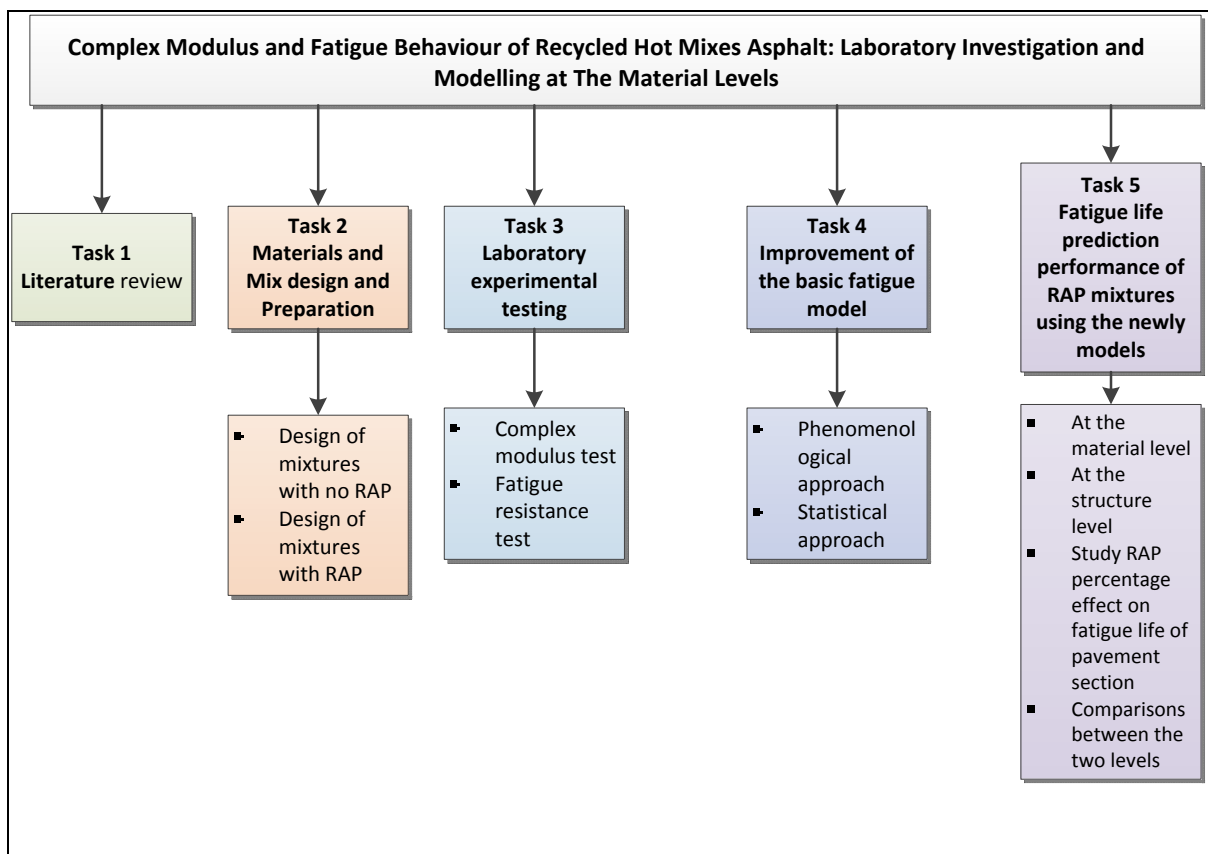 Complex Modulus and Fatigue Behaviour of Recycled Hot Mixes Asphalt: Laboratory Investigation and
Modelling at The Material Levels
Task 1
Literature review
Task 2
Materials and
Mix design and
Preparation
Design of
mixtures
with no RAP
Design of
mixtures
with RAP
Task 3
Laboratory
experimental
testing
Complex
modulus test
Fatigue
resistance
test
Task 4
Improvement of
the basic fatigue
model
Phenomenol
ogical
approach
Statistical
approach
Task 5
Fatigue life
prediction
performance of
RAP mixtures
using the newly
models
At the
material level
At the
structure
level
Study RAP
percentage
effect on
fatigue life of
pavement
section
Comparisons
between the
two levels